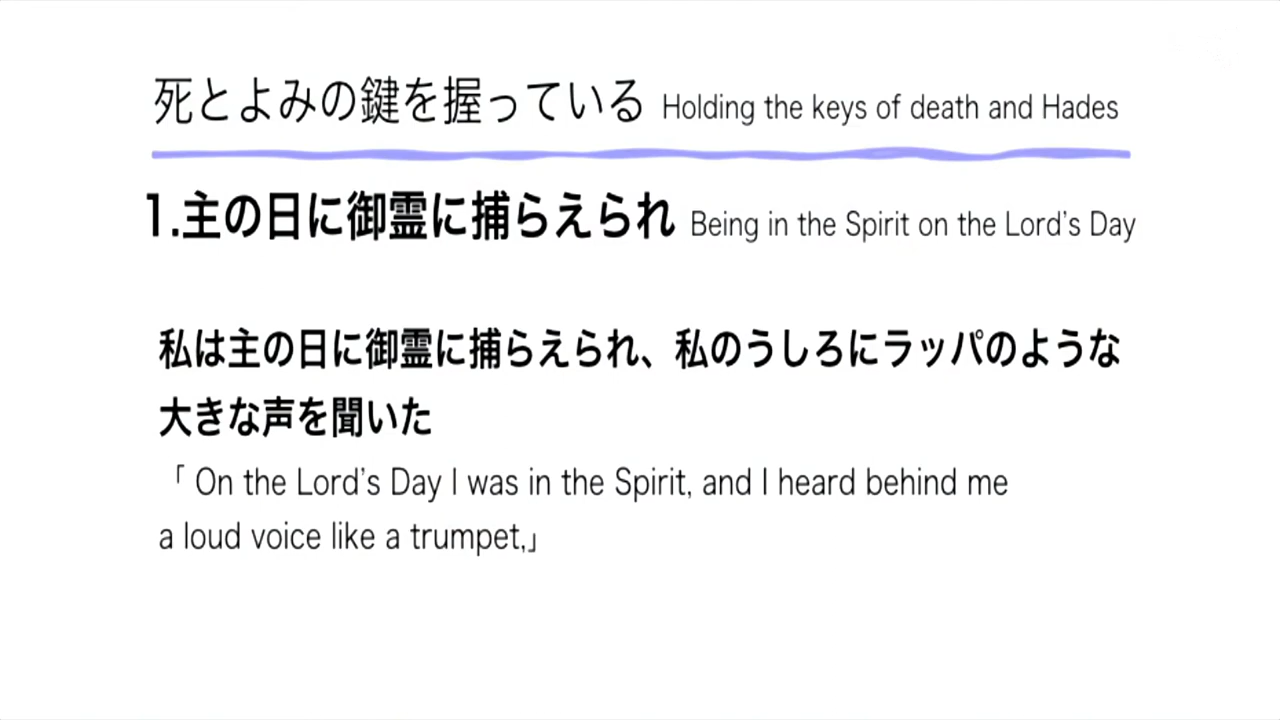 死とよみの鍵を握っている Holding the keys of death and Hades
1.主の日に御霊に捕らえられ Being in the Spirit on the Lord’s Day
私は主の日に御霊に捕らえられ、私のうしろにラッパのような
大きな声を聞いた
「 On the Lord’s Day I was in the Spirit, and I heard behind me
a loud voice like a trumpet,」